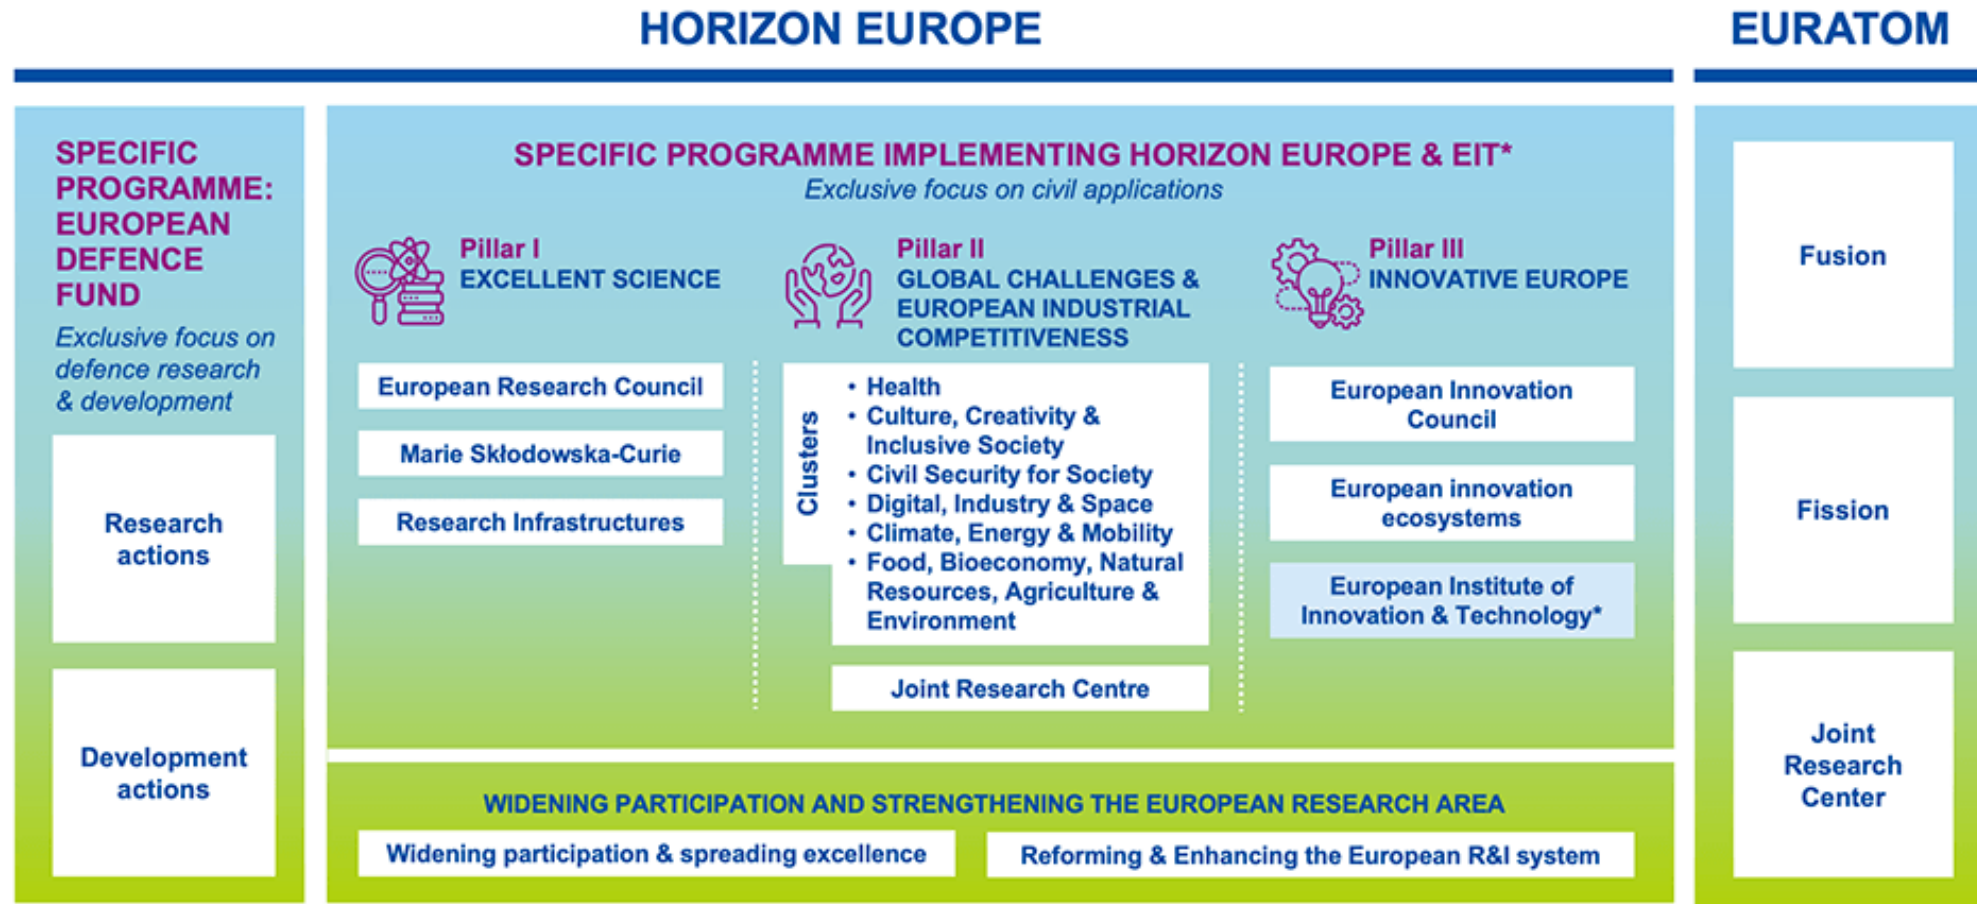 HORIZON EUROPE
EURATOM
SPECIFIC
PROGRAMME:
EUROPEAN
DEFENCE
FUND
Exclusive focus on
defence research
& development
Research
actions
Development
actions
SPECIFIC PROGRAMME IMPLEMENTING HORIZON EUROPE & EIT*
Exclusive focus on civil applications
Pillar I
EXCELLENT SCIENCE
European Research Council
Marie Skłodowska-Curie
Research Infrastructures
Pillar II
GLOBAL CHALLENGES &
EUROPEAN INDUSTRIAL
COMPETITIVENESS
Clusters
• Health
• Culture, Creativity &
Inclusive Society
• Civil Security for Society
• Digital, Industry & Space
• Climate, Energy & Mobility
• Food, Bioeconomy, Natural
Resources, Agriculture &
Environment
Joint Research Centre
Pillar III
INNOVATIVE EUROPE
European Innovation
Council
European innovation
ecosystems
European Institute of
Innovation & Technology*
WIDENING PARTICIPATION AND STRENGTHENING THE EUROPEAN RESEARCH AREA
Widening participation & spreading excellence
Reforming & Enhancing the European R&I system
Fusion
Fission
Joint
Research
Center